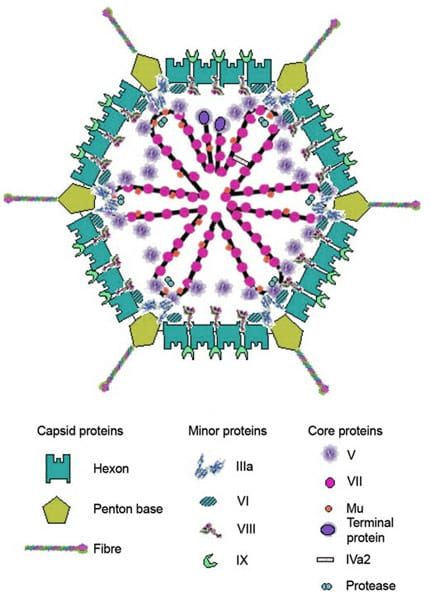 Capsid proteins
Hexon
Penton base
Fibre
Minor proteins
IIIa
VI
VIII
IX
Core proteins
V
VII
Mu
Terminal
protein
IVa2
Protease